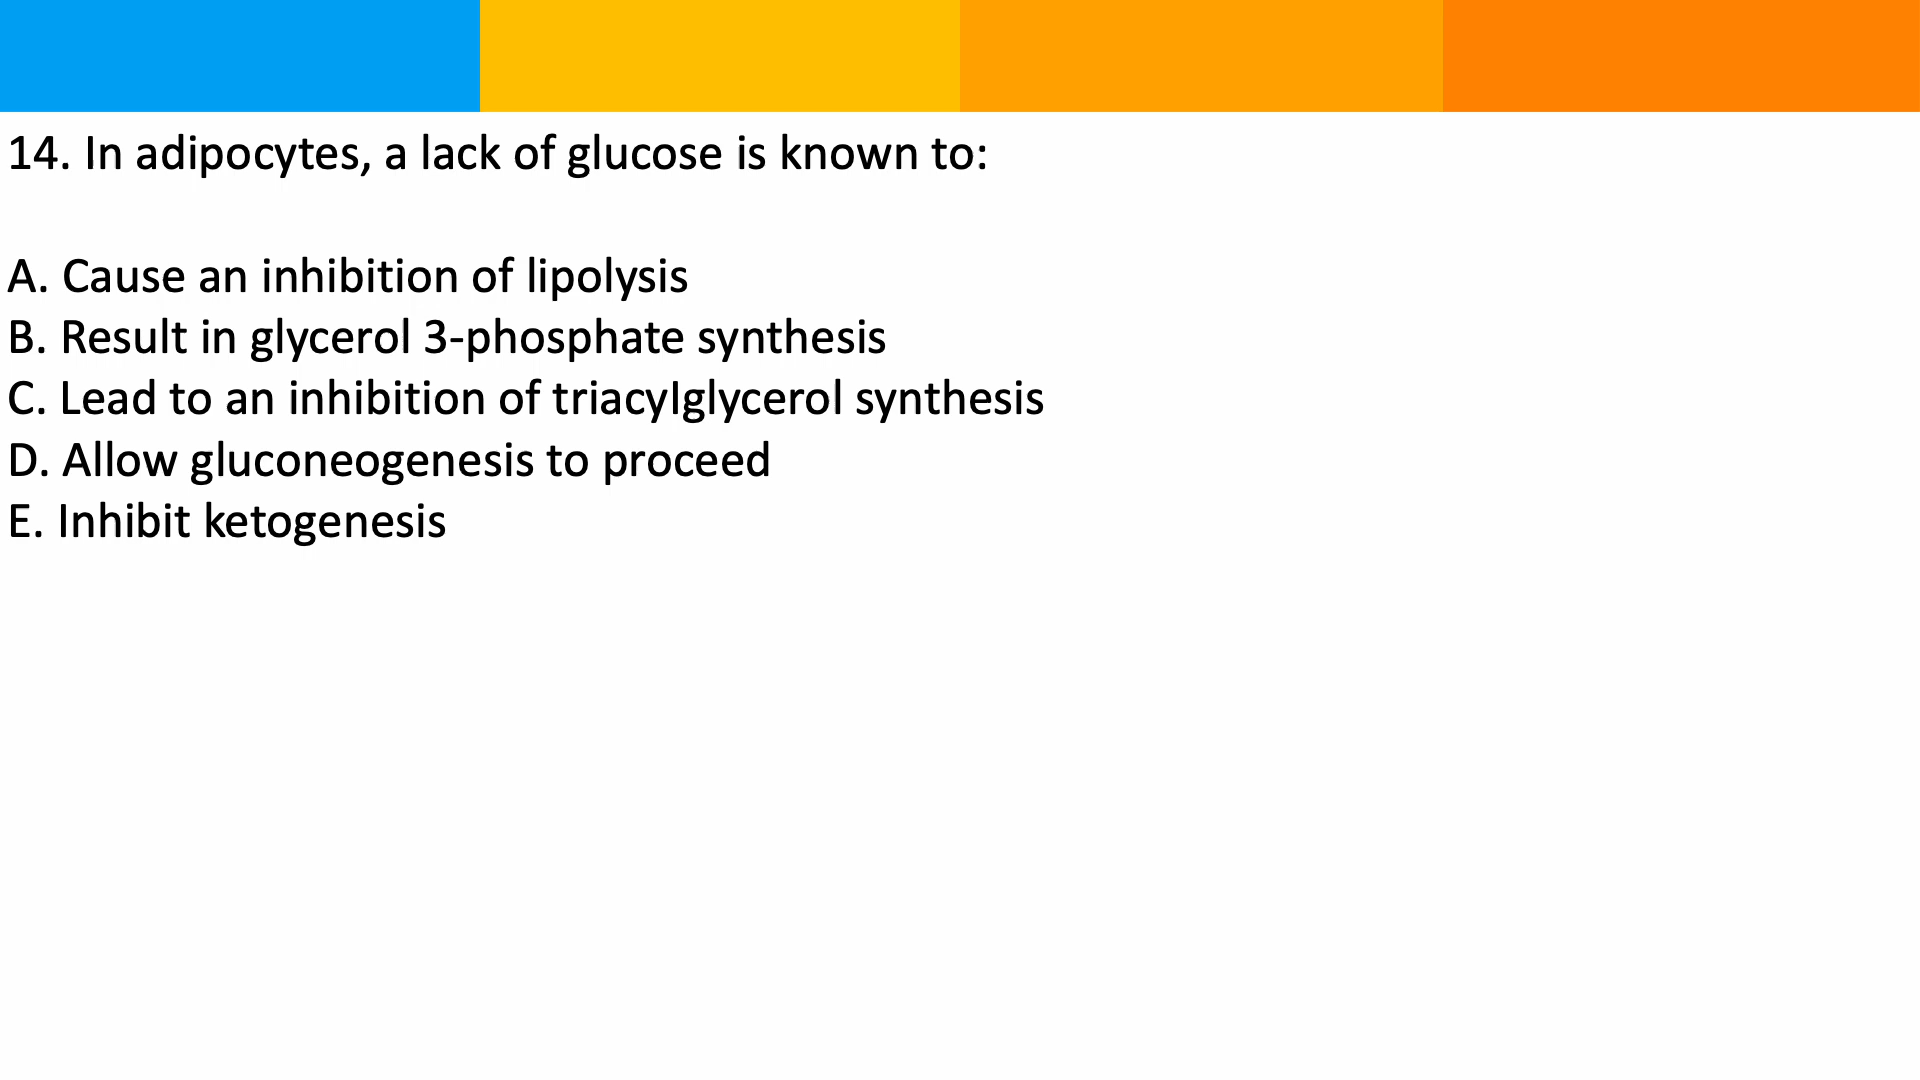 14. In adipocytes, a lack of glucose is known to:
A. Cause an inhibition of lipolysis
B. Result in glycerol 3-phosphate synthesis
C. Lead to an inhibition of triacyIglycerol synthesis
D. Allow gluconeogenesis to proceed
E. Inhibit ketogenesis